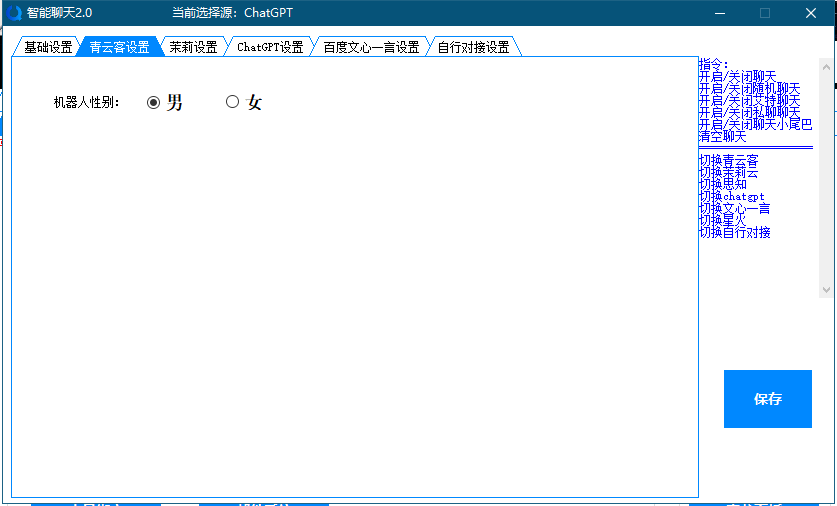 智能聊天2.0 当前选择源：ChatGPT
基础设置 青云客设置 茉莉设置 ChatGPT设置 百度文心一言设置 自行对接设置
机器人性别： 男 女
指令：
开启/关闭聊天
开启/关闭随机聊天
开启/关闭艾特聊天
开启/关闭私聊聊天
开启/关闭聊天小尾巴
清空聊天
切换青云客
切换茉莉云
切换思知
切换chatgpt
切换文心一言
切换星火
切换自行对接
保存